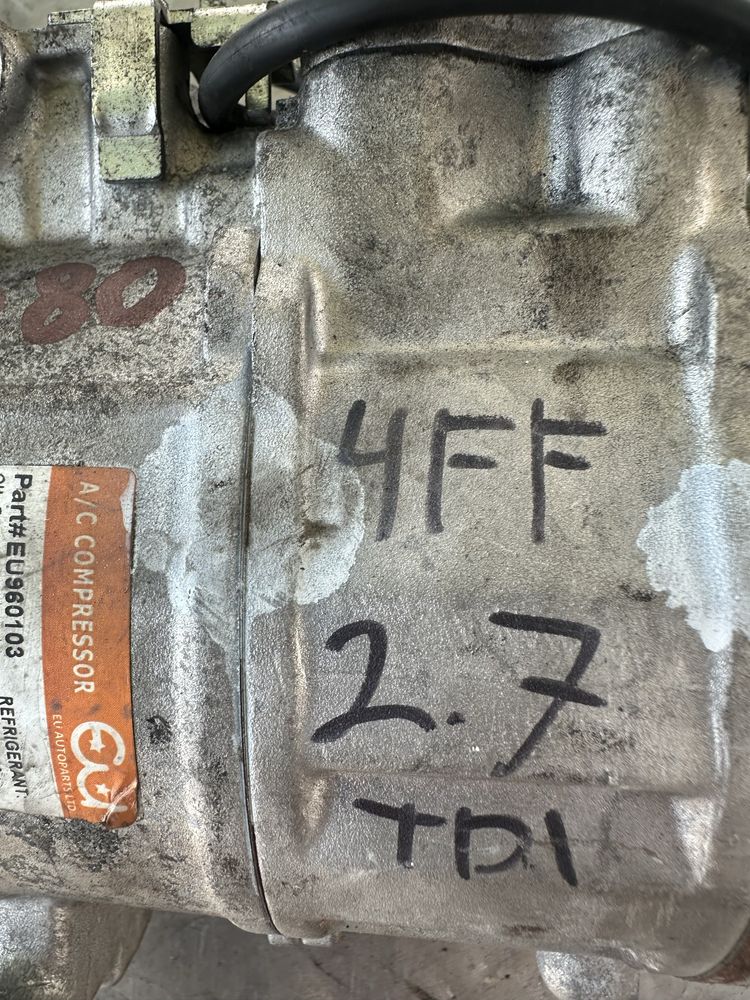 80
4FF
2.7
TDI
A/C COMPRESSOR
EU
EU AUTOPARTS LTD.
Part# EU960103
REFRIGERANT